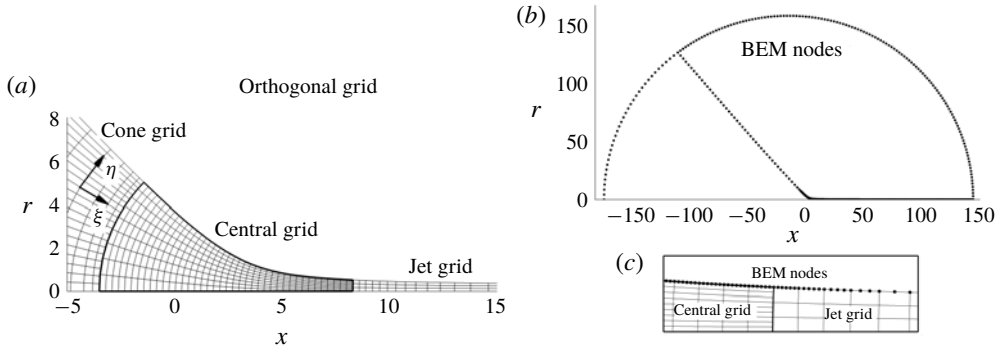 (a)
Orthogonal grid
8
6
4
2
0
r
Cone grid
η
ξ
Central grid
Jet grid
−5
0
5
10
15
x
(b)
150
100
50
0
r
BEM nodes
−150
−100
−50
0
50
100
150
x
(c)
BEM nodes
Central grid
Jet grid